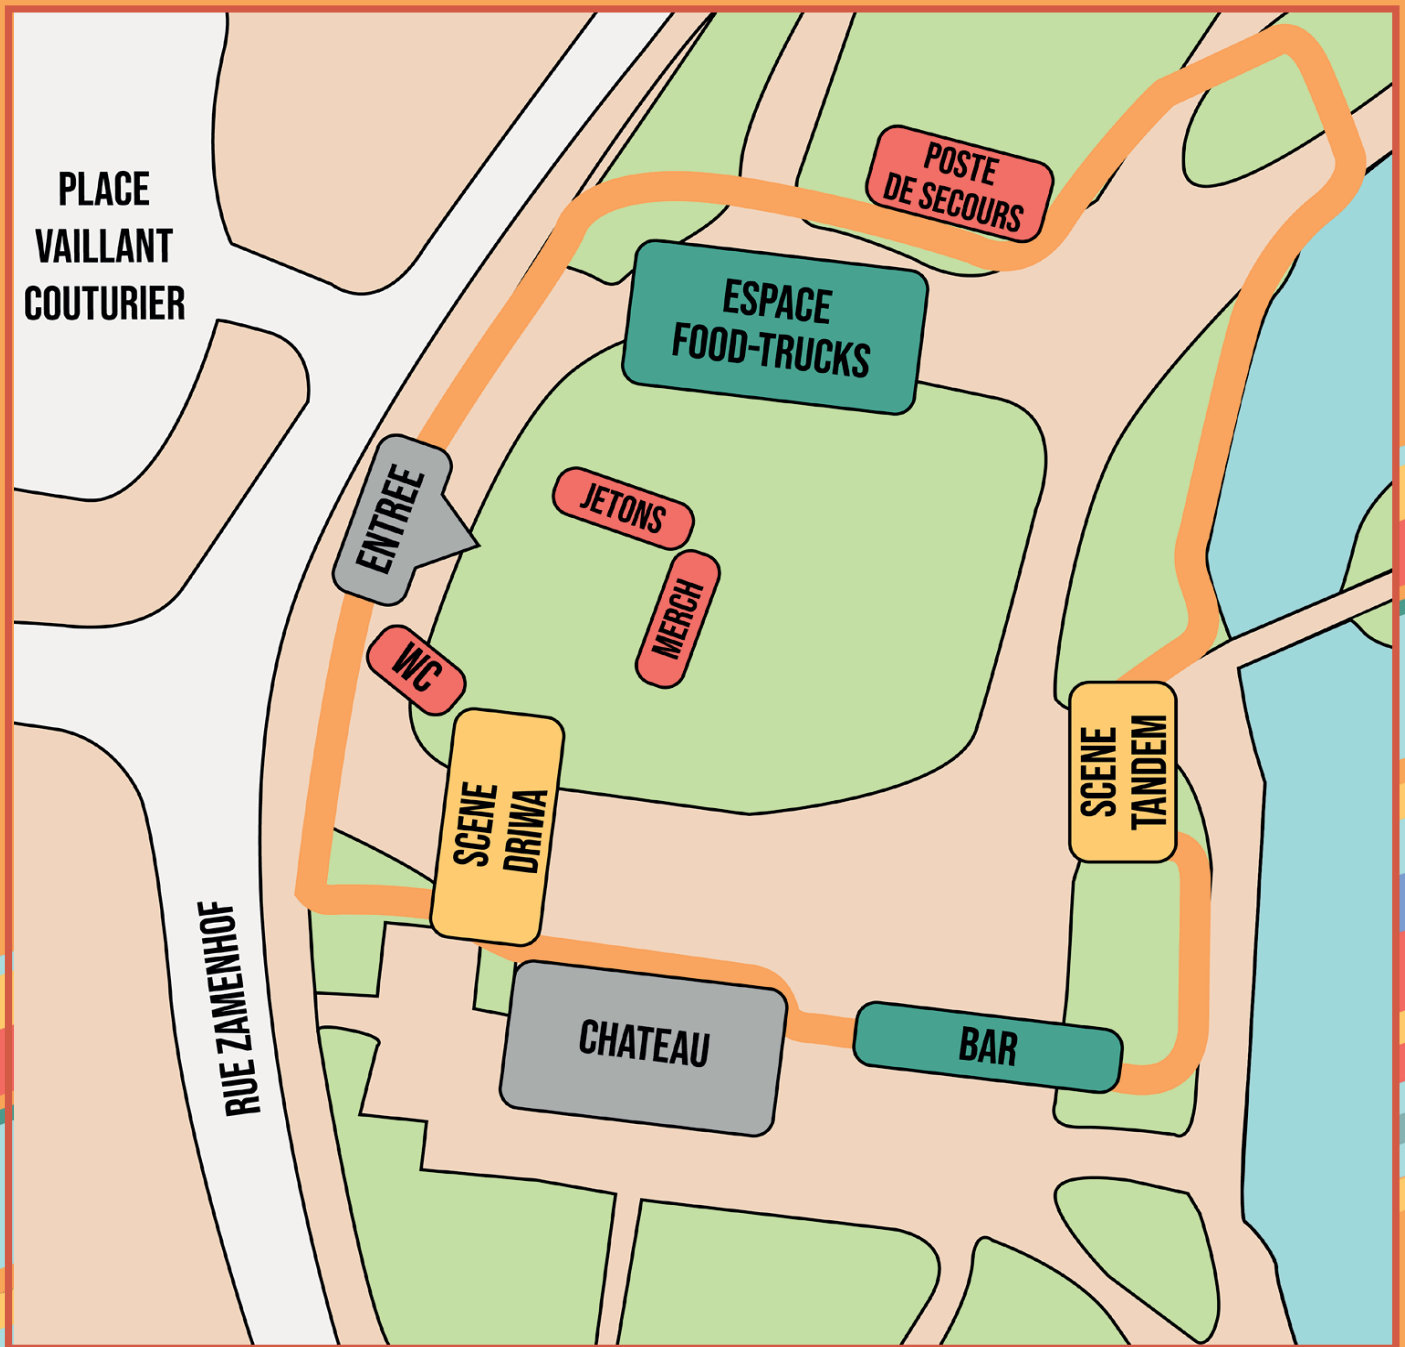 PLACE
VAILLANT
COUTURIER
POSTE
DE SECOURS
ESPACE
FOOD-TRUCKS
ENTREE
JETONS
MERCH
WC
SCENE
DRIWA
SCENE
TANDEM
CHATEAU
BAR
RUE ZAMENHOF